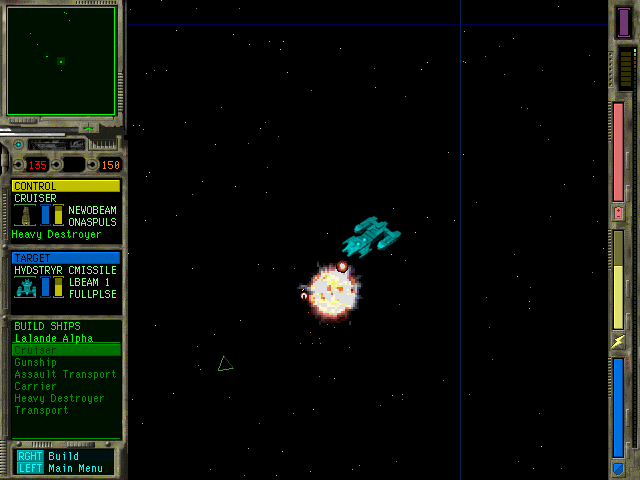 135 150
CONTROL
CRUISER
NEWOBEAM
ONASPULS
Heavy Destroyer
TARGET
HVDSTRYR CMISSILE
LBEAM 1
FULLPLSE
BUILD SHIPS
Lalande Alpha
Cruiser
Gunship
Assault Transport
Carrier
Heavy Destroyer
Transport
RGHT Build
LEFT Main Menu